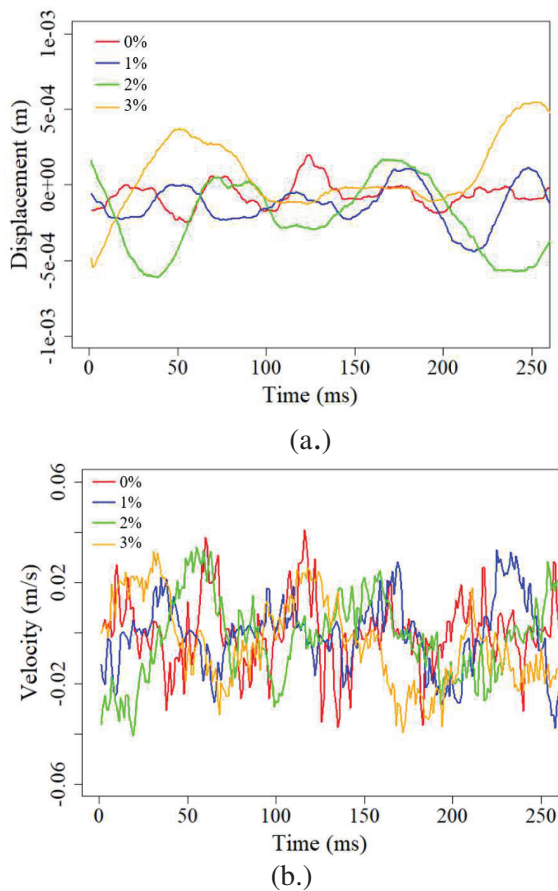 1e-03
0%
1%
2%
3%
5e-04
0e+00
-5e-04
-1e-03
Displacement (m)
0 50 100 150 200 250
Time (ms)
(a.)
0.06
0%
1%
2%
3%
0.02
-0.02
-0.06
Velocity (m/s)
0 50 100 150 200 250
Time (ms)
(b.)